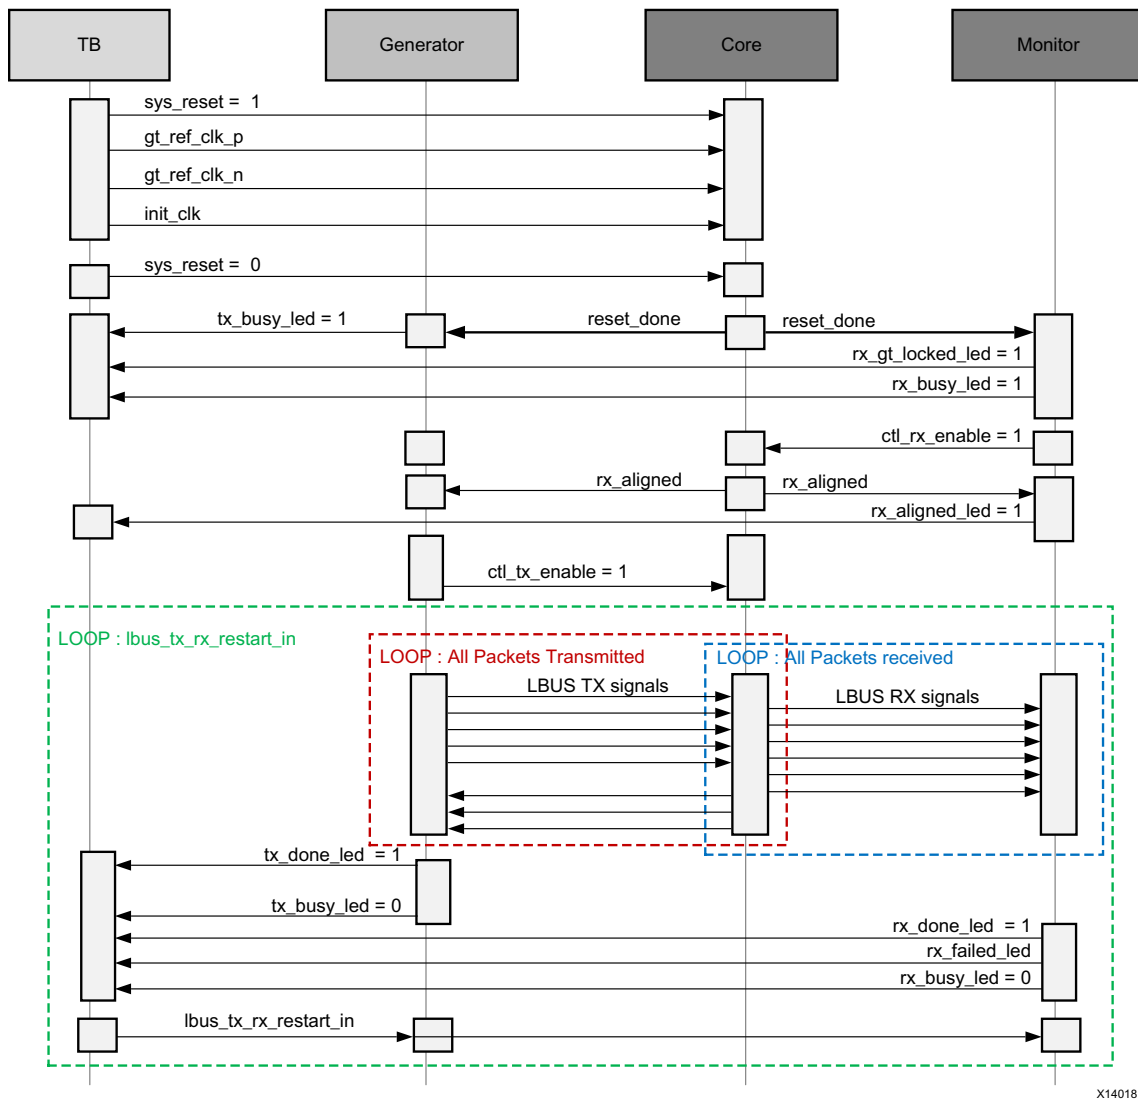 TB
Generator
Core
Monitor
sys_reset = 1
gt_ref_clk_p
gt_ref_clk_n
init_clk
sys_reset = 0
tx_busy_led = 1
reset_done
reset_done
rx_gt_locked_led = 1
rx_busy_led = 1
ctl_rx_enable = 1
rx_aligned
rx_aligned
rx_aligned_led = 1
ctl_tx_enable = 1
LOOP : lbus_tx_rx_restart_in
LOOP : All Packets Transmitted
LOOP : All Packets received
LBUS TX signals
LBUS RX signals
tx_done_led = 1
tx_busy_led = 0
rx_done_led = 1
rx_failed_led
rx_busy_led = 0
lbus_tx_rx_restart_in
X14018